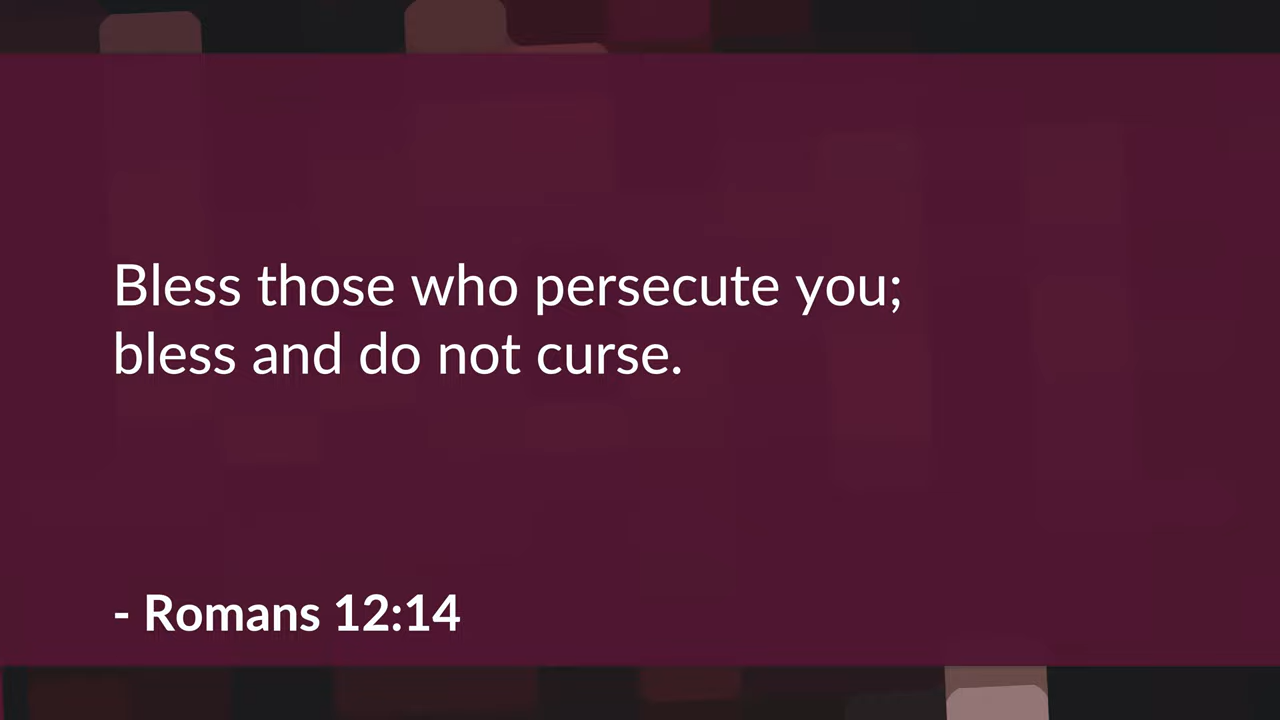 Bless those who persecute you;
bless and do not curse.
- Romans 12:14